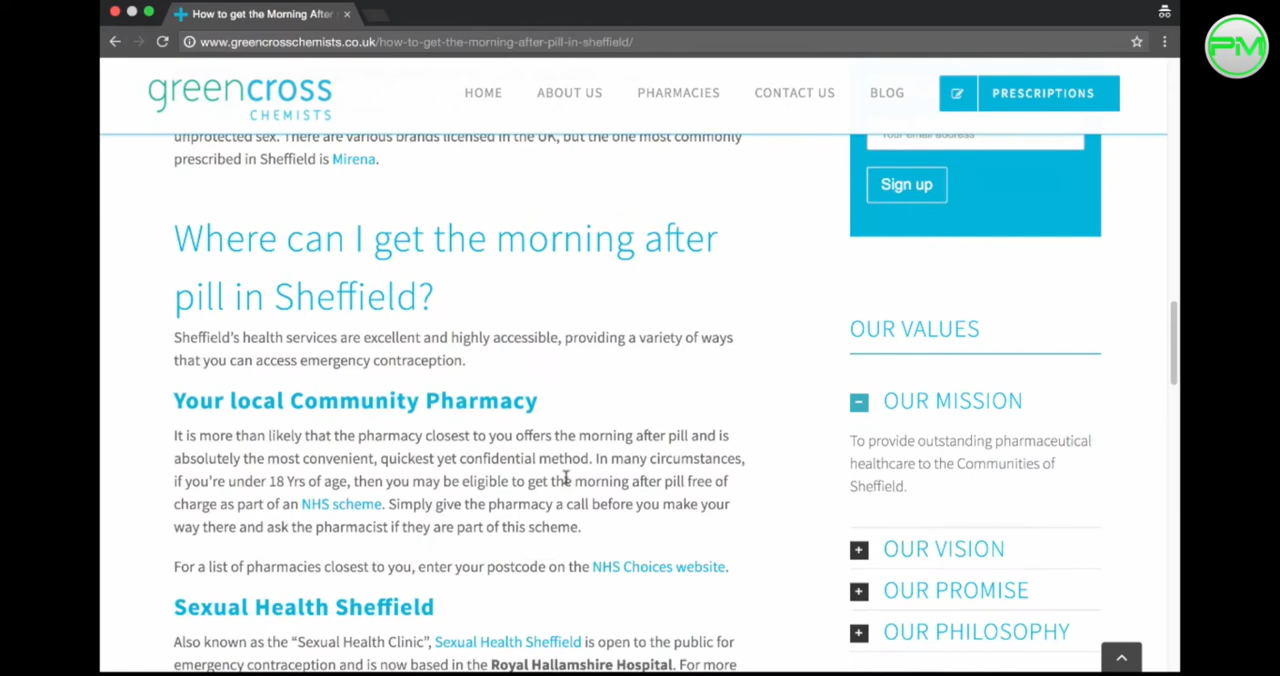 How to get the Morning After
www.greencrosschemists.co.uk/how-to-get-the-morning-after-pill-in-sheffield/
PM
greencross
CHEMISTS
HOME ABOUT US PHARMACIES CONTACT US BLOG PRESCRIPTIONS
unprotected sex. There are various brands licensed in the UK, but the one most commonly
prescribed in Sheffield is Mirena.
Your email address
Sign up
Where can I get the morning after
pill in Sheffield?
Sheffield's health services are excellent and highly accessible, providing a variety of ways
that you can access emergency contraception.
Your local Community Pharmacy
It is more than likely that the pharmacy closest to you offers the morning after pill and is
absolutely the most convenient, quickest yet confidential method. In many circumstances,
if you're under 18 Yrs of age, then you may be eligible to get the morning after pill free of
charge as part of an NHS scheme. Simply give the pharmacy a call before you make your
way there and ask the pharmacist if they are part of this scheme.
For a list of pharmacies closest to you, enter your postcode on the NHS Choices website.
Sexual Health Sheffield
Also known as the “Sexual Health Clinic”, Sexual Health Sheffield is open to the public for
emergency contraception and is now based in the Royal Hallamshire Hospital. For more
OUR VALUES
OUR MISSION
To provide outstanding pharmaceutical
healthcare to the Communities of
Sheffield.
OUR VISION
OUR PROMISE
OUR PHILOSOPHY